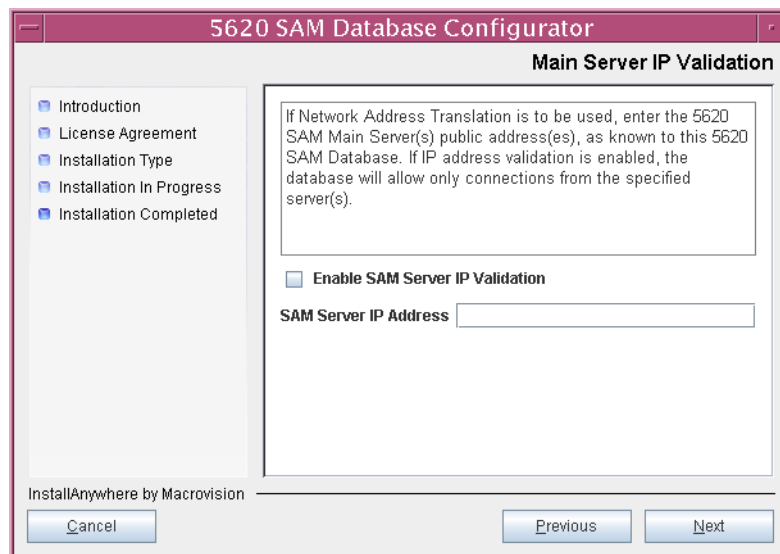 5620 SAM Database Configurator
Main Server IP Validation
Introduction
License Agreement
Installation Type
Installation In Progress
Installation Completed
If Network Address Translation is to be used, enter the 5620
SAM Main Server(s) public address(es), as known to this 5620
SAM Database. If IP address validation is enabled, the
database will allow only connections from the specified
server(s).
Enable SAM Server IP Validation
SAM Server IP Address
InstallAnywhere by Macrovision
Cancel
Previous
Next